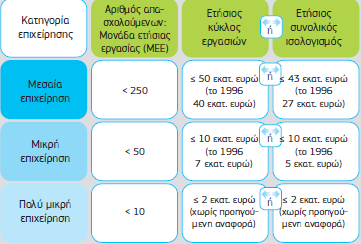 Κατηγορία
επιχείρησης
Αριθμός απα-
σχολούμενων:
Μονάδα ετήσιας
εργασίας (ΜΕΕ)
Ετήσιος
κύκλος
εργασιών
ή
Ετήσιος
συνολικός
ισολογισμός
Μεσαία
επιχείρηση
< 250
≤ 50 εκατ. ευρώ
(το 1996
40 εκατ. ευρώ)
ή
≤ 43 εκατ. ευρώ
(το 1996
27 εκατ. ευρώ)
Μικρή
επιχείρηση
< 50
≤ 10 εκατ. ευρώ
(το 1996
7 εκατ. ευρώ)
ή
≤ 10 εκατ. ευρώ
(το 1996
5 εκατ. ευρώ)
Πολύ μικρή
επιχείρηση
< 10
≤ 2 εκατ. ευρώ
(χωρίς προηγού-
μενη αναφορά)
ή
≤ 2 εκατ. ευρώ
(χωρίς προηγού-
μενη αναφορά)